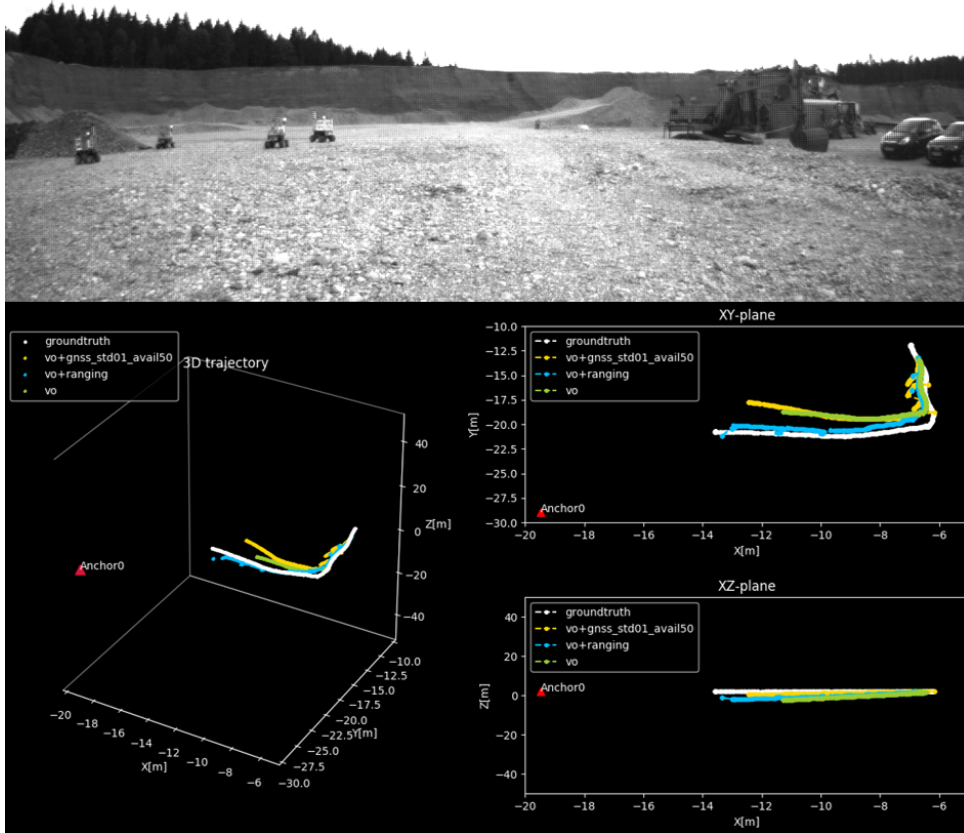 groundtruth
vo+gnss_std01_avail50
vo+ranging
vo
3D trajectory
Anchor0
40
20
0
Z[m]
−20
−40
−10.0
−12.5
−15.0
−17.5
−20.0
−22.5
Y[m]
−25.0
−27.5
−30.0
−20
−18
−16
−14
−12
−10
−8
−6
X[m]
XY-plane
groundtruth
vo+gnss_std01_avail50
vo+ranging
vo
Anchor0
Y[m]
−10.0
−12.5
−15.0
−17.5
−20.0
−22.5
−25.0
−27.5
−30.0
−20 −18 −16 −14 −12 −10 −8 −6
X[m]
XZ-plane
groundtruth
vo+gnss_std01_avail50
vo+ranging
vo
Anchor0
Z[m]
40
20
0
−20
−40
−20 −18 −16 −14 −12 −10 −8 −6
X[m]